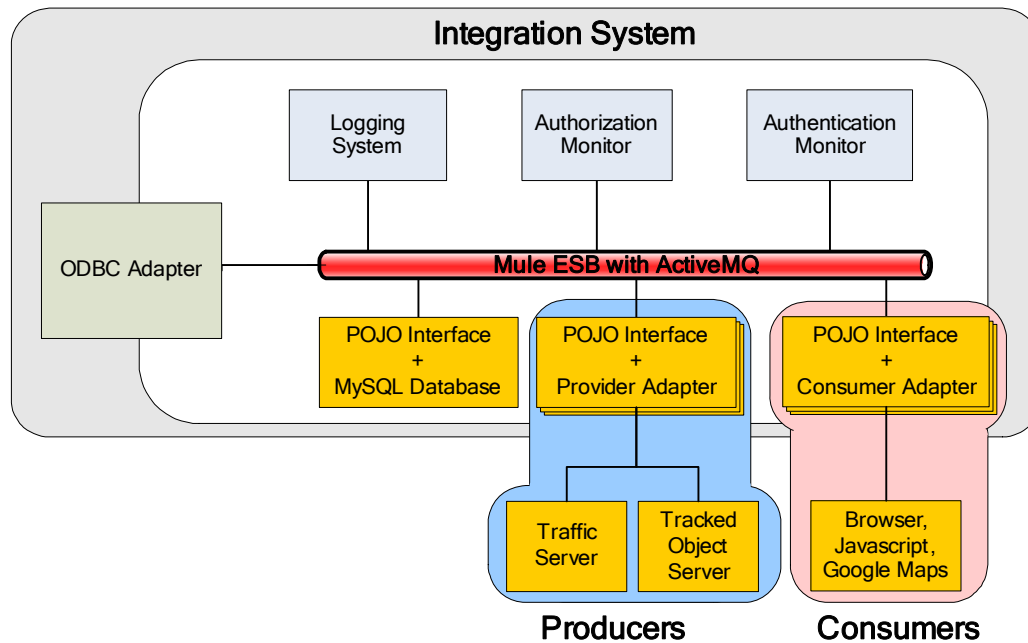 Integration System
Logging
System
Authorization
Monitor
Authentication
Monitor
ODBC Adapter
Mule ESB with ActiveMQ
POJO Interface
+
MySQL Database
POJO Interface
+
Provider Adapter
POJO Interface
+
Consumer Adapter
Traffic
Server
Tracked
Object
Server
Browser,
Javascript,
Google Maps
Producers
Consumers